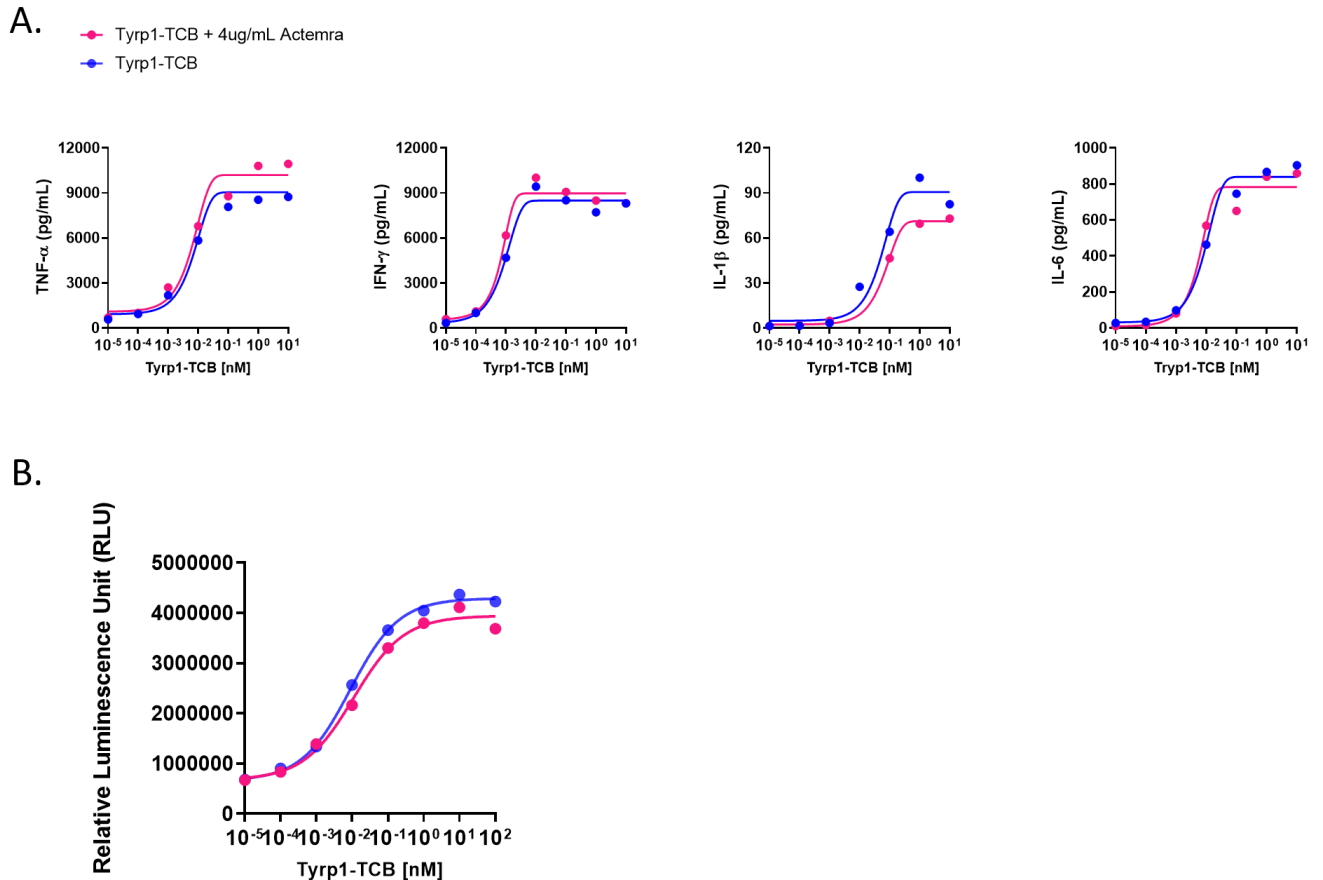 A.
Tyrp1-TCB + 4ug/mL Actemra
Tyrp1-TCB
TNF-α (pg/mL)
12000
9000
6000
3000
0
10-5 10-4 10-3 10-2 10-1 100 101
Tyrp1-TCB [nM]
IFN-γ (pg/mL)
12000
9000
6000
3000
0
10-5 10-4 10-3 10-2 10-1 100 101
Tyrp1-TCB [nM]
IL-1β (pg/mL)
120
90
60
30
0
10-5 10-4 10-3 10-2 10-1 100 101
Tyrp1-TCB [nM]
IL-6 (pg/mL)
1000
800
600
400
200
0
10-5 10-4 10-3 10-2 10-1 100 101
Tryp1-TCB [nM]
B.
Relative Luminescence Unit (RLU)
5000000
4000000
3000000
2000000
1000000
0
10-5 10-4 10-3 10-2 10-1 100 101 102
Tyrp1-TCB [nM]